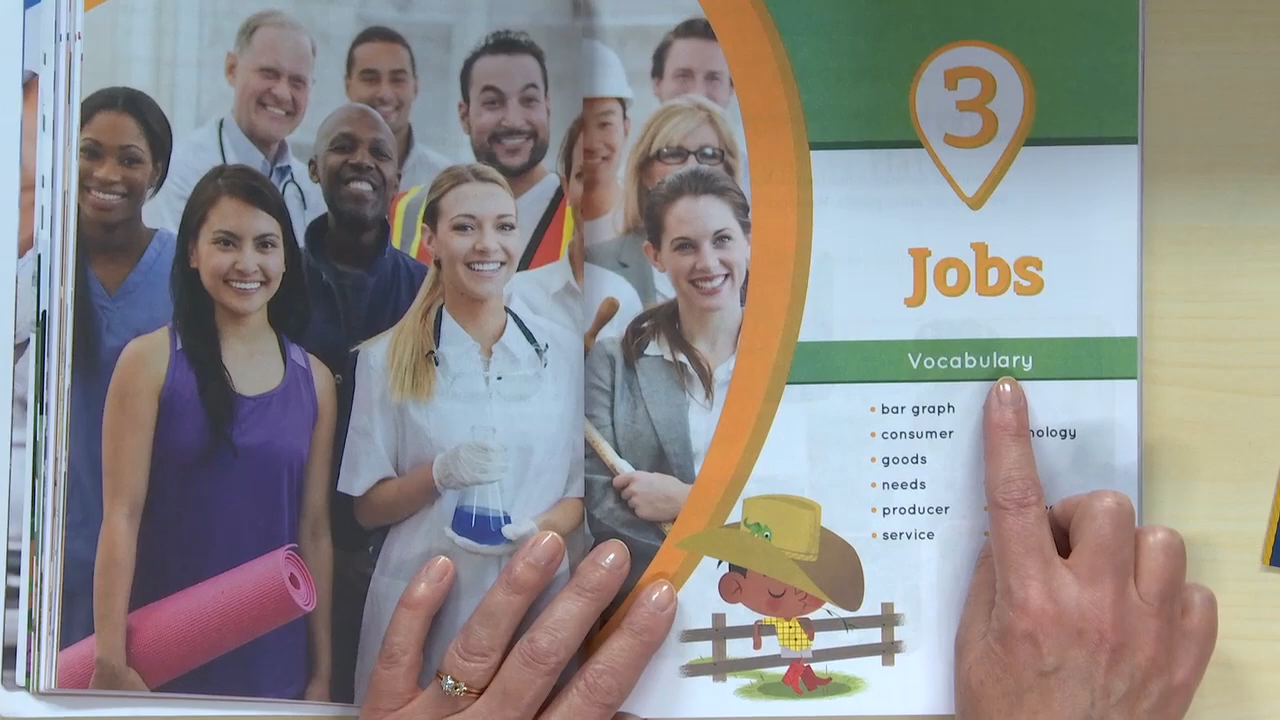 3
Jobs
Vocabulary
bar graph
consumer
goods
needs
producer
service